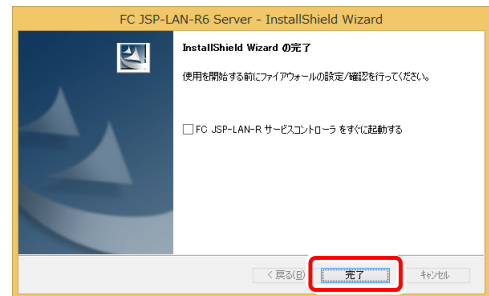 FC JSP-LAN-R6 Server - InstallShield Wizard
InstallShield Wizard の完了
使用を開始する前にファイアウォールの設定/確認を行ってください。
FC JSP-LAN-R サービスコントローラ をすぐに起動する
< 戻る(B)
完了
キャンセル